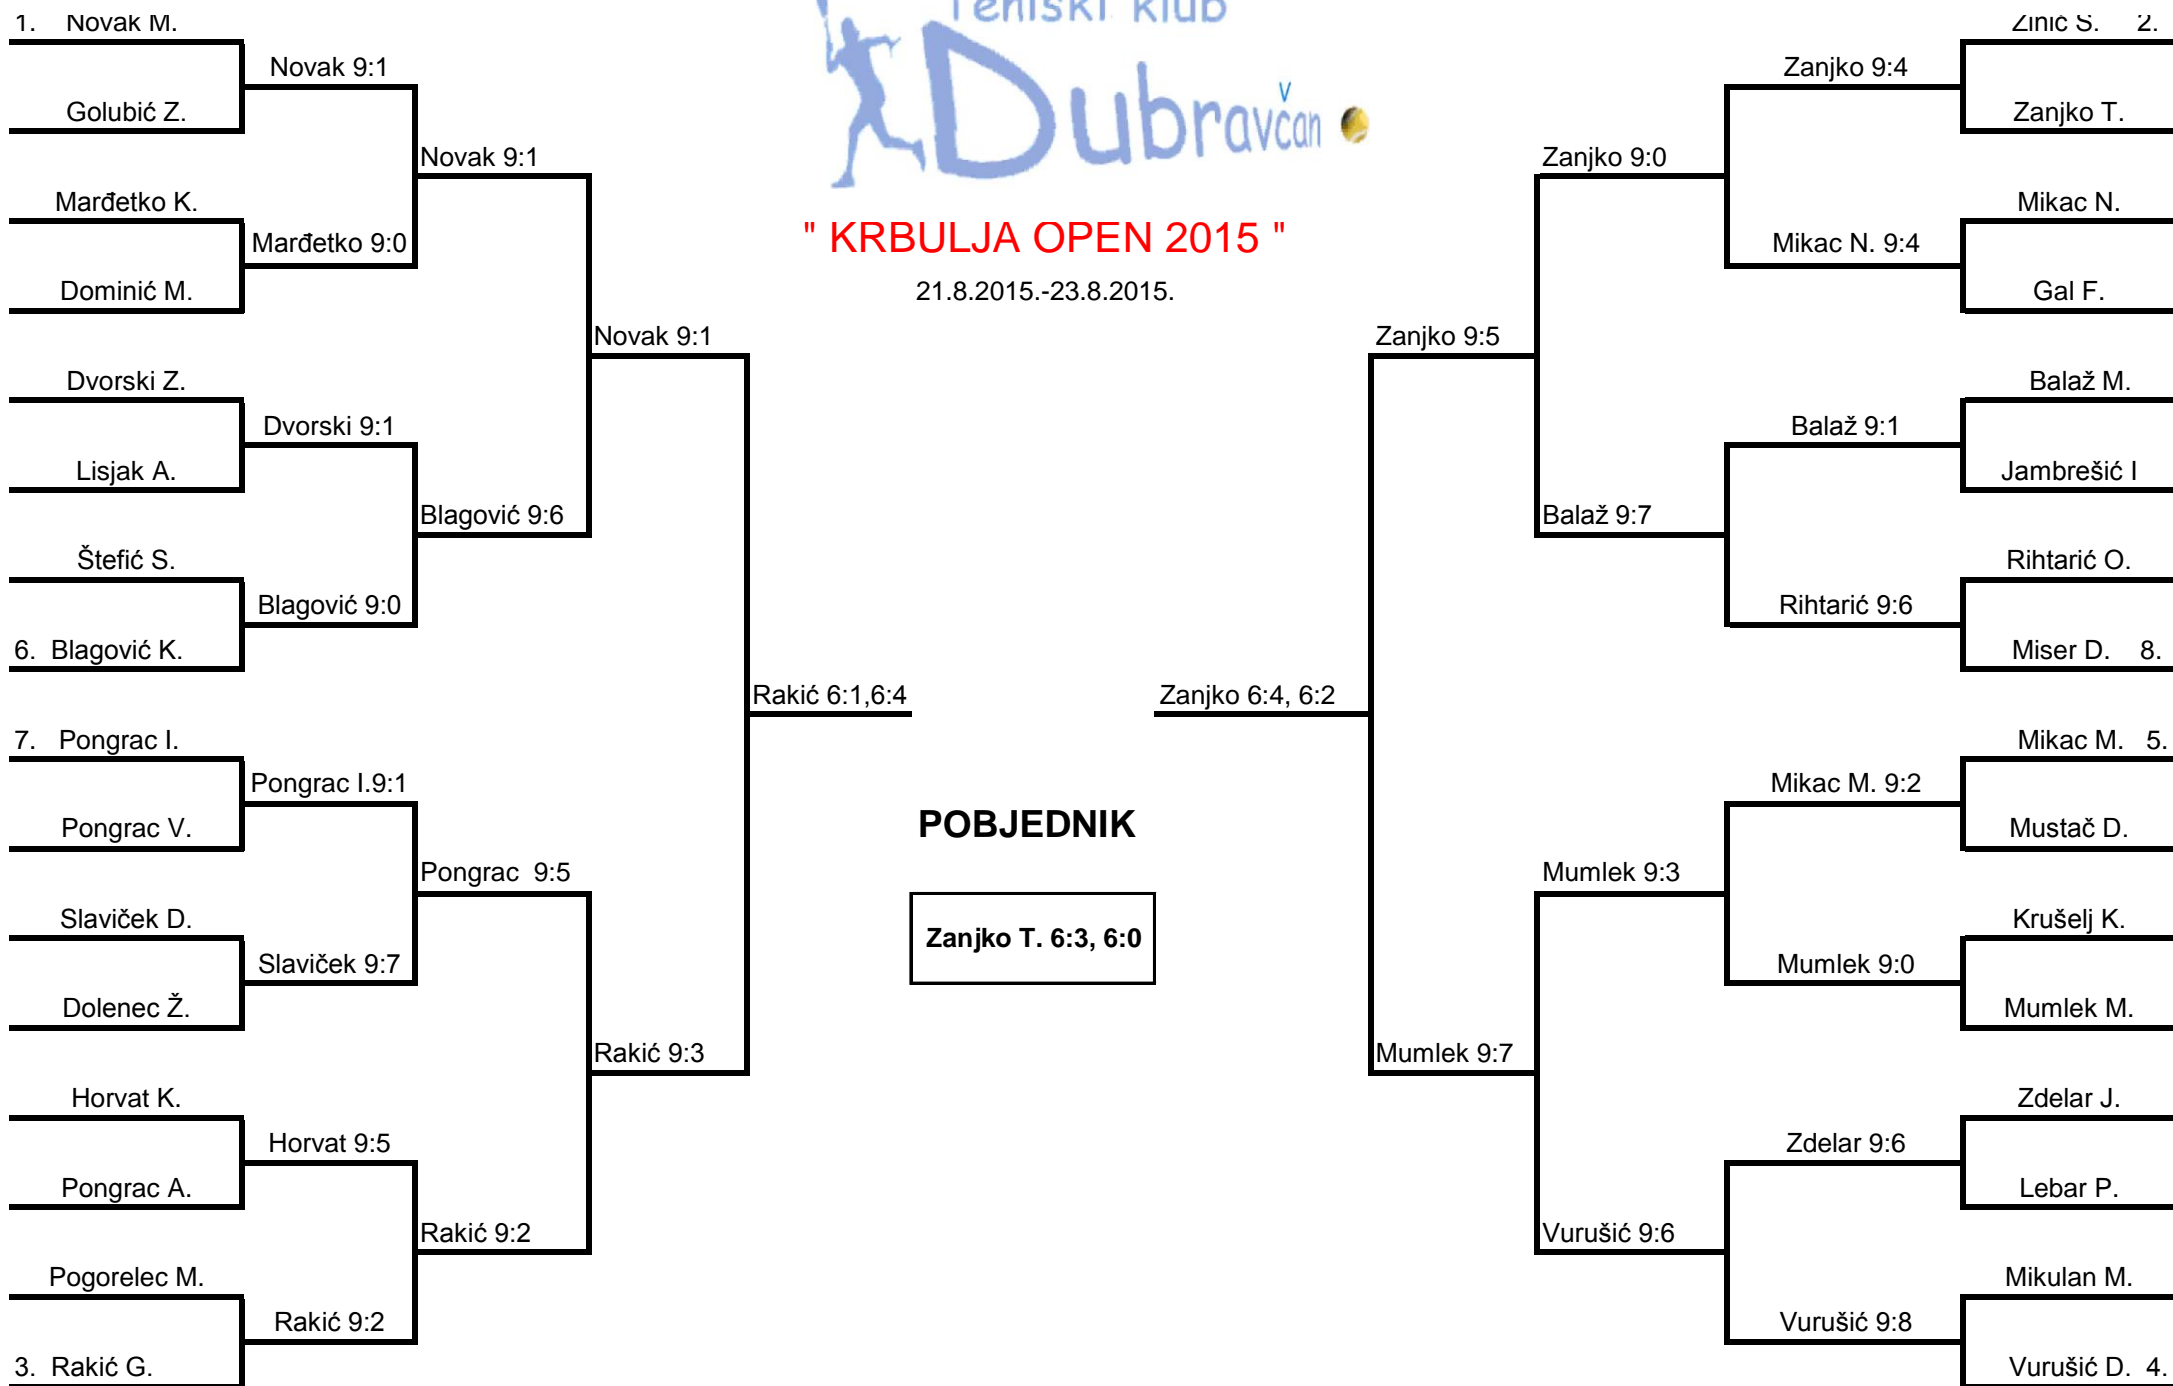 Teniski klub
Dubravčan
" KRBULJA OPEN 2015 "
21.8.2015.-23.8.2015.
1. Novak M.
Golubić Z.
Marđetko K.
Dominić M.
Dvorski Z.
Lisjak A.
Štefić S.
6. Blagović K.
7. Pongrac I.
Pongrac V.
Slaviček D.
Dolenec Ž.
Horvat K.
Pongrac A.
Pogorelec M.
3. Rakić G.
Novak 9:1
Marđetko 9:0
Dvorski 9:1
Blagović 9:0
Pongrac I.9:1
Slaviček 9:7
Horvat 9:5
Rakić 9:2
Novak 9:1
Blagović 9:6
Pongrac 9:5
Rakić 9:2
Novak 9:1
Rakić 9:3
Rakić 6:1,6:4
Zanjko 6:4, 6:2
POBJEDNIK
Zanjko T. 6:3, 6:0
Zanjko 9:5
Mumlek 9:7
Zanjko 9:0
Balaž 9:7
Mumlek 9:3
Vurušić 9:6
Zanjko 9:4
Mikac N. 9:4
Balaž 9:1
Rihtarić 9:6
Mikac M. 9:2
Mumlek 9:0
Zdelar 9:6
Vurušić 9:8
Zinić S. 2.
Zanjko T.
Mikac N.
Gal F.
Balaž M.
Jambrešić I
Rihtarić O.
Miser D. 8.
Mikac M. 5.
Mustač D.
Krušelj K.
Mumlek M.
Zdelar J.
Lebar P.
Mikulan M.
Vurušić D. 4.